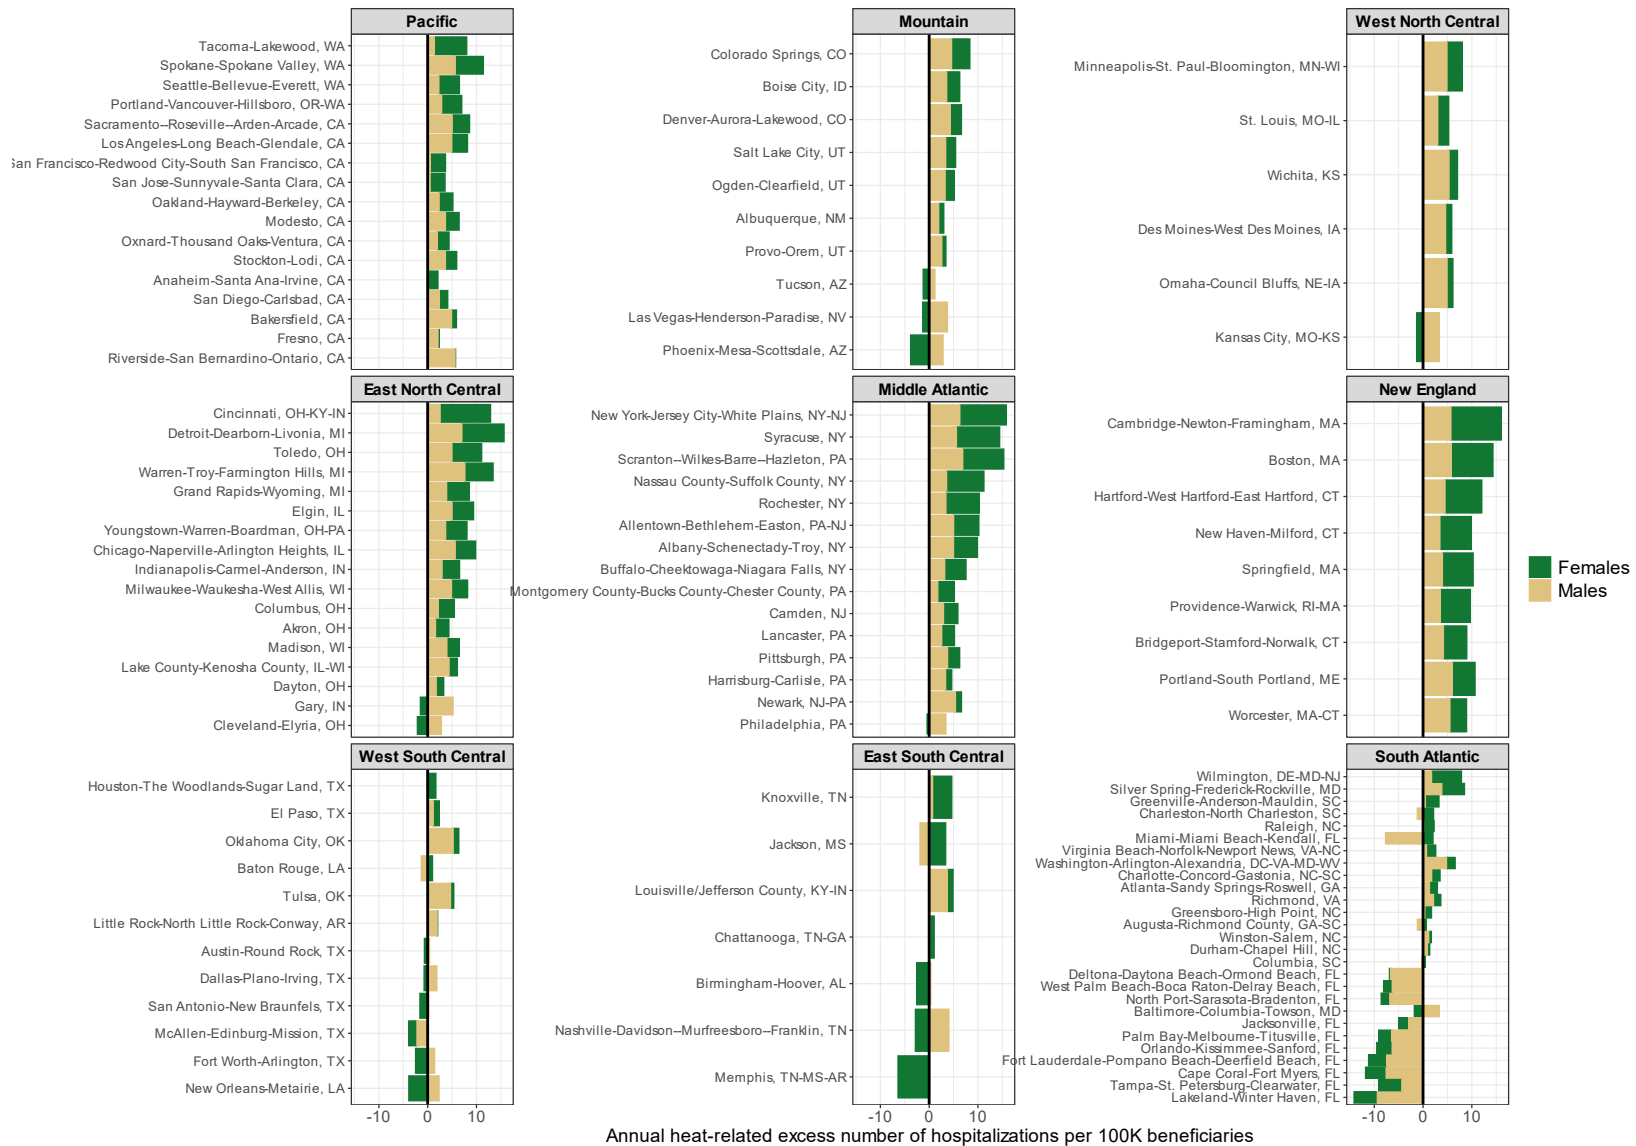 Pacific
Tacoma-Lakewood, WA
Spokane-Spokane Valley, WA
Seattle-Bellevue-Everett, WA
Portland-Vancouver-Hillsboro, OR-WA
Sacramento--Roseville--Arden-Arcade, CA
Los Angeles-Long Beach-Glendale, CA
San Francisco-Redwood City-South San Francisco, CA
San Jose-Sunnyvale-Santa Clara, CA
Oakland-Hayward-Berkeley, CA
Modesto, CA
Oxnard-Thousand Oaks-Ventura, CA
Stockton-Lodi, CA
Anaheim-Santa Ana-Irvine, CA
San Diego-Carlsbad, CA
Bakersfield, CA
Fresno, CA
Riverside-San Bernardino-Ontario, CA
Mountain
Colorado Springs, CO
Boise City, ID
Denver-Aurora-Lakewood, CO
Salt Lake City, UT
Ogden-Clearfield, UT
Albuquerque, NM
Provo-Orem, UT
Tucson, AZ
Las Vegas-Henderson-Paradise, NV
Phoenix-Mesa-Scottsdale, AZ
West North Central
Minneapolis-St. Paul-Bloomington, MN-WI
St. Louis, MO-IL
Wichita, KS
Des Moines-West Des Moines, IA
Omaha-Council Bluffs, NE-IA
Kansas City, MO-KS
East North Central
Cincinnati, OH-KY-IN
Detroit-Dearborn-Livonia, MI
Toledo, OH
Warren-Troy-Farmington Hills, MI
Grand Rapids-Wyoming, MI
Elgin, IL
Youngstown-Warren-Boardman, OH-PA
Chicago-Naperville-Arlington Heights, IL
Indianapolis-Carmel-Anderson, IN
Milwaukee-Waukesha-West Allis, WI
Columbus, OH
Akron, OH
Madison, WI
Lake County-Kenosha County, IL-WI
Dayton, OH
Gary, IN
Cleveland-Elyria, OH
Middle Atlantic
New York-Jersey City-White Plains, NY-NJ
Syracuse, NY
Scranton--Wilkes-Barre--Hazleton, PA
Nassau County-Suffolk County, NY
Rochester, NY
Allentown-Bethlehem-Easton, PA-NJ
Albany-Schenectady-Troy, NY
Buffalo-Cheektowaga-Niagara Falls, NY
Montgomery County-Bucks County-Chester County, PA
Camden, NJ
Lancaster, PA
Pittsburgh, PA
Harrisburg-Carlisle, PA
Newark, NJ-PA
Philadelphia, PA
New England
Cambridge-Newton-Framingham, MA
Boston, MA
Hartford-West Hartford-East Hartford, CT
New Haven-Milford, CT
Springfield, MA
Providence-Warwick, RI-MA
Bridgeport-Stamford-Norwalk, CT
Portland-South Portland, ME
Worcester, MA-CT
Females
Males
West South Central
Houston-The Woodlands-Sugar Land, TX
El Paso, TX
Oklahoma City, OK
Baton Rouge, LA
Tulsa, OK
Little Rock-North Little Rock-Conway, AR
Austin-Round Rock, TX
Dallas-Plano-Irving, TX
San Antonio-New Braunfels, TX
McAllen-Edinburg-Mission, TX
Fort Worth-Arlington, TX
New Orleans-Metairie, LA
-10 0 10
East South Central
Knoxville, TN
Jackson, MS
Louisville/Jefferson County, KY-IN
Chattanooga, TN-GA
Birmingham-Hoover, AL
Nashville-Davidson--Murfreesboro--Franklin, TN
Memphis, TN-MS-AR
-10 0 10
South Atlantic
Wilmington, DE-MD-NJ
Silver Spring-Frederick-Rockville, MD
Greenville-Anderson-Mauldin, SC
Charleston-North Charleston, SC
Raleigh, NC
Miami-Miami Beach-Kendall, FL
Virginia Beach-Norfolk-Newport News, VA-NC
Washington-Arlington-Alexandria, DC-VA-MD-WV
Charlotte-Concord-Gastonia, NC-SC
Atlanta-Sandy Springs-Roswell, GA
Richmond, VA
Greensboro-High Point, NC
Augusta-Richmond County, GA-SC
Winston-Salem, NC
Durham-Chapel Hill, NC
Columbia, SC
Deltona-Daytona Beach-Ormond Beach, FL
West Palm Beach-Boca Raton-Delray Beach, FL
North Port-Sarasota-Bradenton, FL
Baltimore-Columbia-Towson, MD
Jacksonville, FL
Palm Bay-Melbourne-Titusville, FL
Orlando-Kissimmee-Sanford, FL
Fort Lauderdale-Pompano Beach-Deerfield Beach, FL
Cape Coral-Fort Myers, FL
Tampa-St. Petersburg-Clearwater, FL
Lakeland-Winter Haven, FL
-10 0 10
Annual heat-related excess number of hospitalizations per 100K beneficiaries